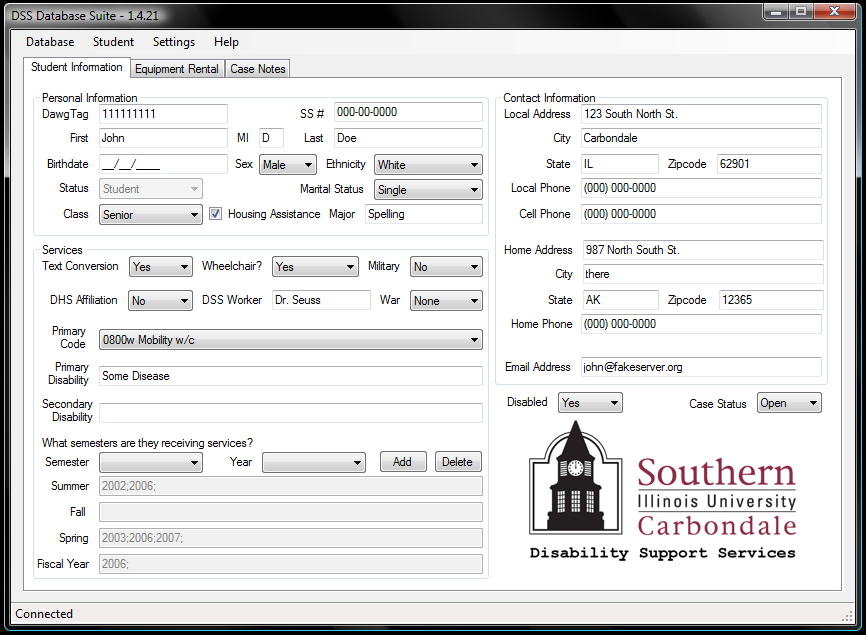 DSS Database Suite - 1.4.21
Database Student Settings Help
Student Information Equipment Rental Case Notes
Personal Information
DawgTag 111111111 SS # 000-00-0000
First John MI D Last Doe
Birthdate __/__/____ Sex Male Ethnicity White
Status Student Marital Status Single
Class Senior Housing Assistance Major Spelling
Services
Text Conversion Yes Wheelchair? Yes Military No
DHS Affiliation No DSS Worker Dr. Seuss War None
Primary
Code 0800w Mobility w/c
Primary
Disability Some Disease
Secondary
Disability
What semesters are they receiving services?
Semester Year Add Delete
Summer 2002;2006;
Fall
Spring 2003;2006;2007;
Fiscal Year 2006;
Contact Information
Local Address 123 South North St.
City Carbondale
State IL Zipcode 62901
Local Phone (000) 000-0000
Cell Phone (000) 000-0000
Home Address 987 North South St.
City there
State AK Zipcode 12365
Home Phone (000) 000-0000
Email Address john@fakeserver.org
Disabled Yes Case Status Open
Southern
Illinois University
Carbondale
Disability Support Services
Connected